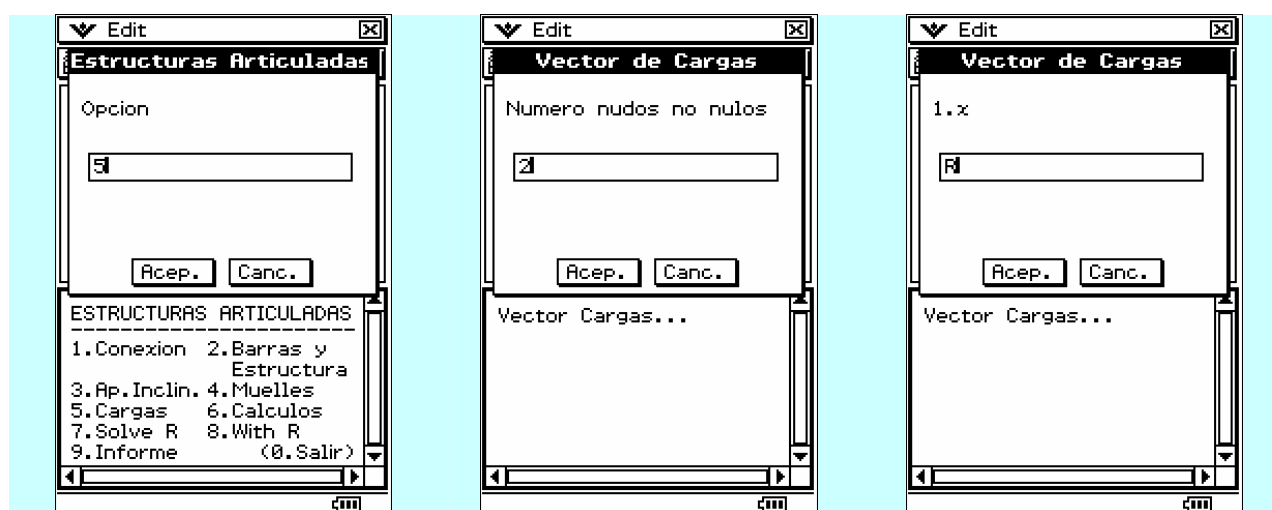 Edit
Estructuras Articuladas
Opcion
5
Acep. Canc.
ESTRUCTURAS ARTICULADAS
1.Conexion 2.Barras y
Estructura
3.Ap.Inclin. 4.Muelles
5.Cargas 6.Calculos
7.Solve R 8.With R
9.Informe (0.Salir)
Edit
Vector de Cargas
Numero nudos no nulos
2
Acep. Canc.
Vector Cargas...
Edit
Vector de Cargas
1.x
R
Acep. Canc.
Vector Cargas...